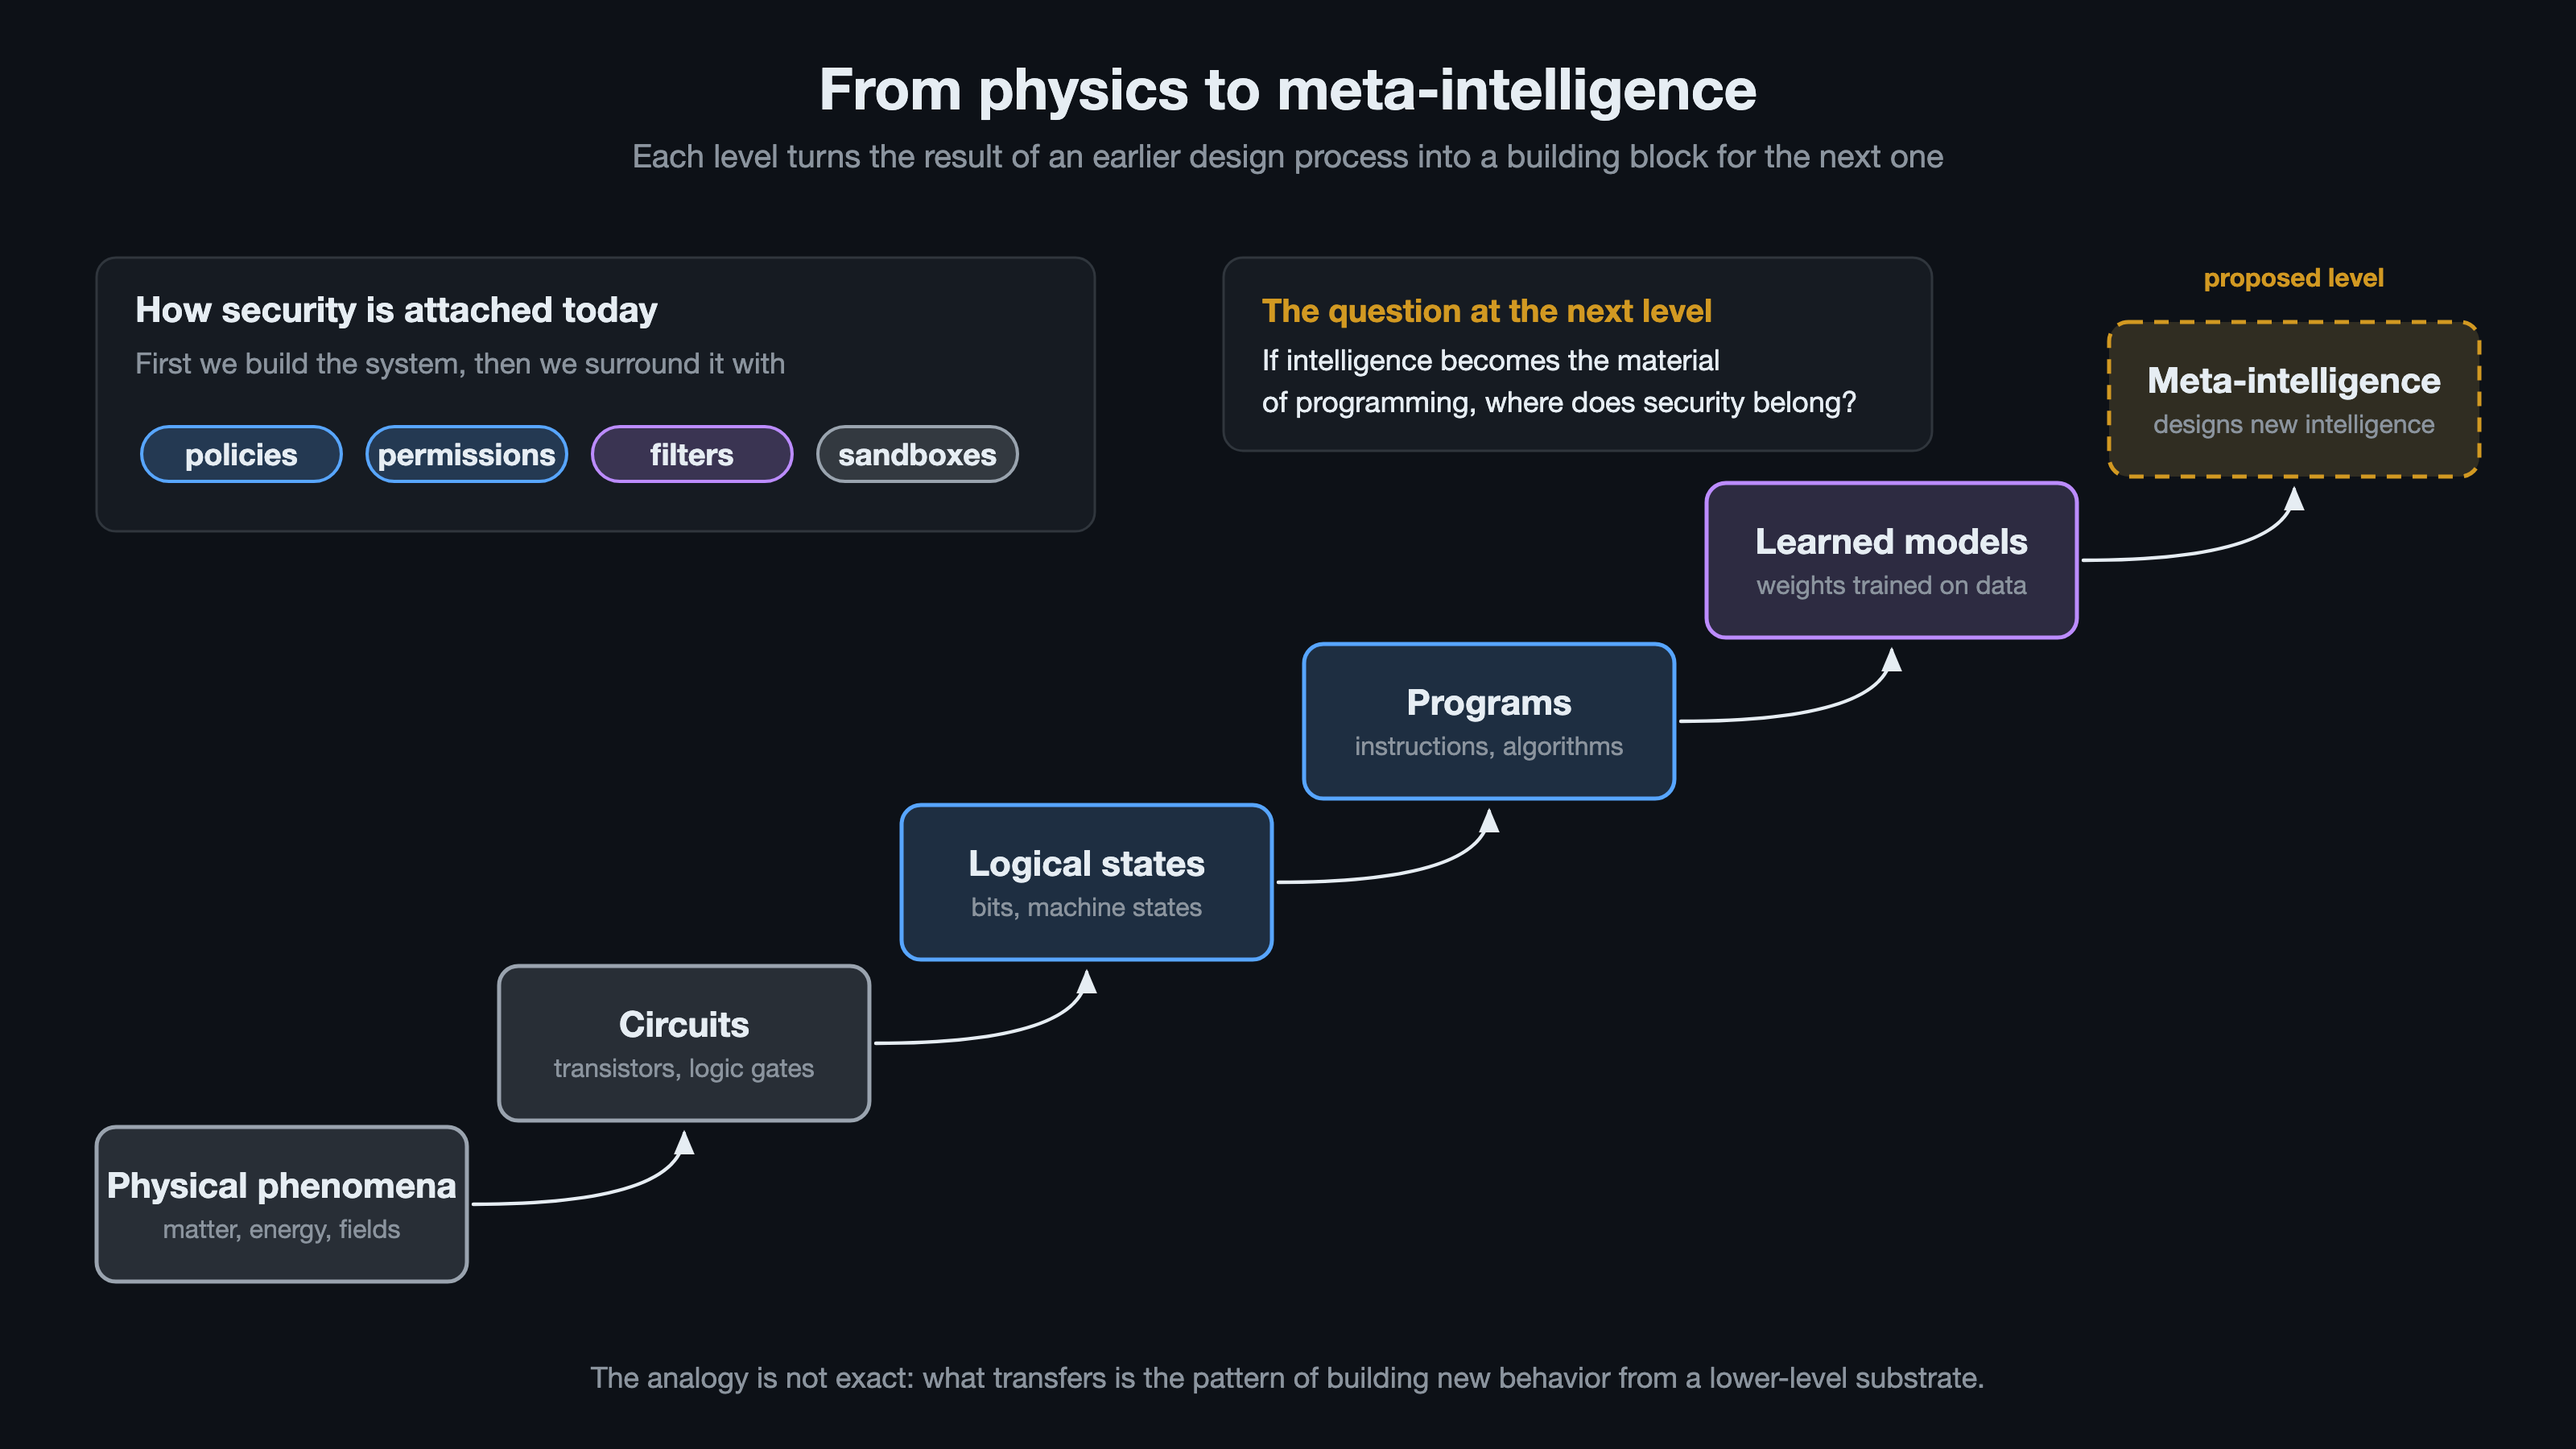 From physics to meta-intelligence
Each level turns the result of an earlier design process into a building block for the next one
How security is attached today
First we build the system, then we surround it with
policies
permissions
filters
sandboxes
The question at the next level
If intelligence becomes the material
of programming, where does security belong?
proposed level
Meta-intelligence
designs new intelligence
Learned models
weights trained on data
Programs
instructions, algorithms
Logical states
bits, machine states
Circuits
transistors, logic gates
Physical phenomena
matter, energy, fields
The analogy is not exact: what transfers is the pattern of building new behavior from a lower-level substrate.